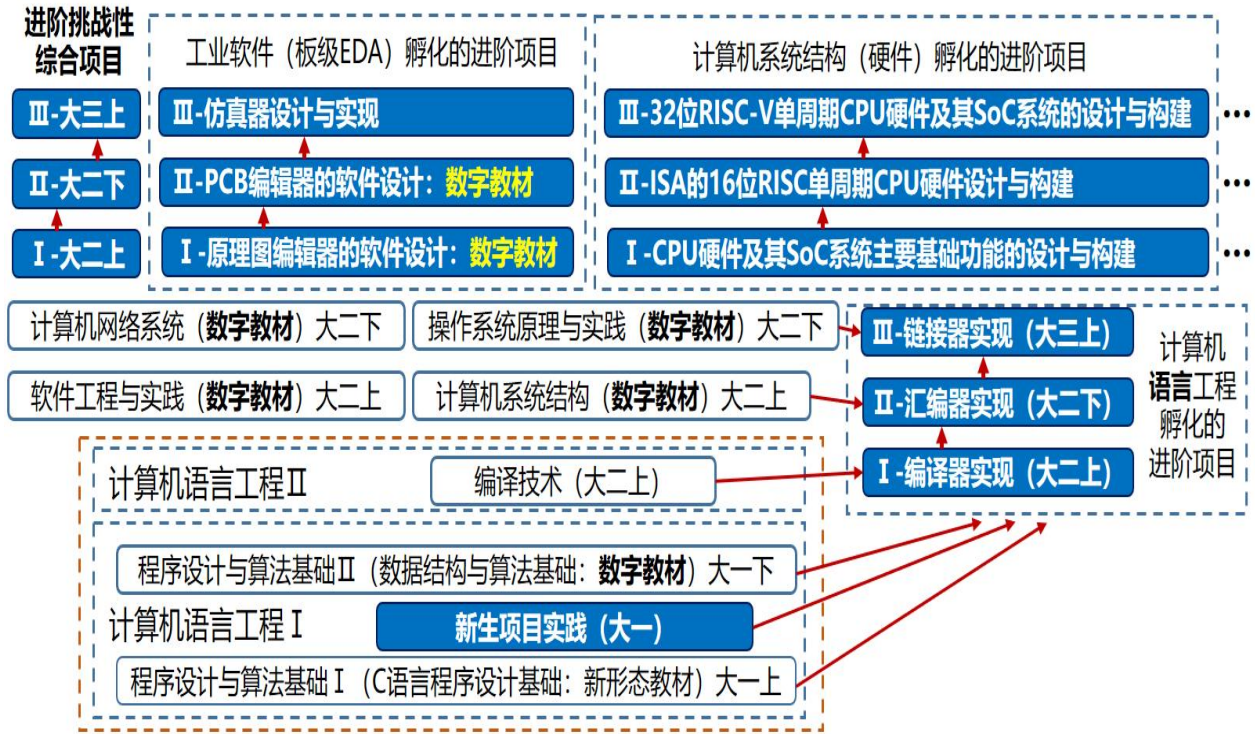 进阶挑战性
综合项目
Ⅲ-大三上
Ⅱ-大二下
Ⅰ-大二上
工业软件（板级EDA）孵化的进阶项目
Ⅲ-仿真器设计与实现
Ⅱ-PCB编辑器的软件设计：数字教材
Ⅰ-原理图编辑器的软件设计：数字教材
计算机系统结构（硬件）孵化的进阶项目
Ⅲ-32位RISC-V单周期CPU硬件及其SoC系统的设计与构建
Ⅱ-ISA的16位RISC单周期CPU硬件设计与构建
Ⅰ-CPU硬件及其SoC系统主要基础功能的设计与构建
•••
•••
•••
计算机网络系统（数字教材）大二下
操作系统原理与实践（数字教材）大二下
软件工程与实践（数字教材）大二上
计算机系统结构（数字教材）大二上
Ⅲ-链接器实现（大三上）
Ⅱ-汇编器实现（大二下）
Ⅰ-编译器实现（大二上）
计算机
语言工程
孵化的
进阶项目
计算机语言工程Ⅱ
编译技术（大二上）
程序设计与算法基础Ⅱ（数据结构与算法基础：数字教材）大一下
计算机语言工程Ⅰ
新生项目实践（大一）
程序设计与算法基础Ⅰ（C语言程序设计基础：新形态教材）大一上